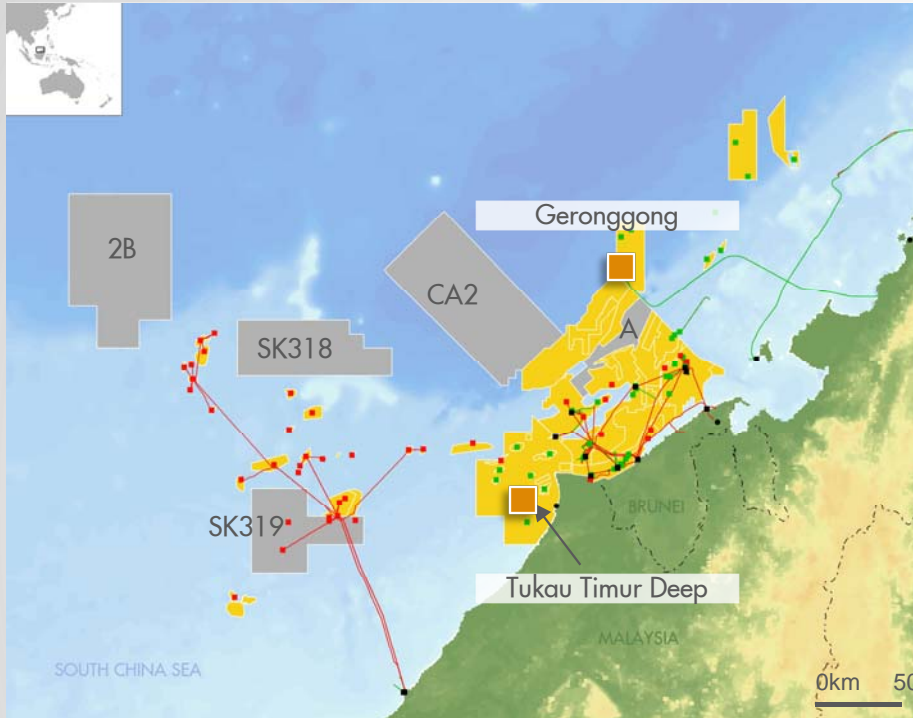 Geronggong
2B
CA2
A
SK318
SK319
BRUNEI
Tukau Timur Deep
MALAYSIA
SOUTH CHINA SEA
0km 50